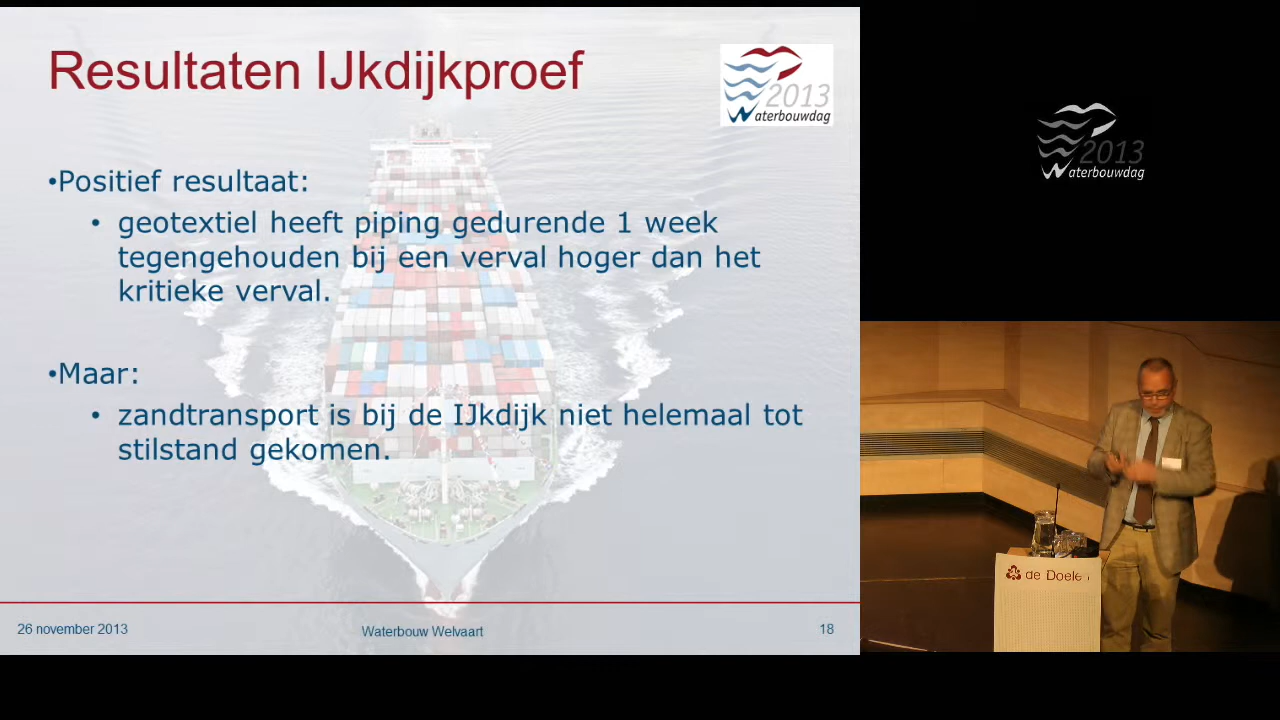 Resultaten IJkdijkproef
2013
Waterbouwdag
•Positief resultaat:
• geotextiel heeft piping gedurende 1 week
tegengehouden bij een verval hoger dan het
kritieke verval.
•Maar:
• zandtransport is bij de IJkdijk niet helemaal tot
stilstand gekomen.
26 november 2013
Waterbouw Welvaart
18
2013
Waterbouwdag
de Doelen